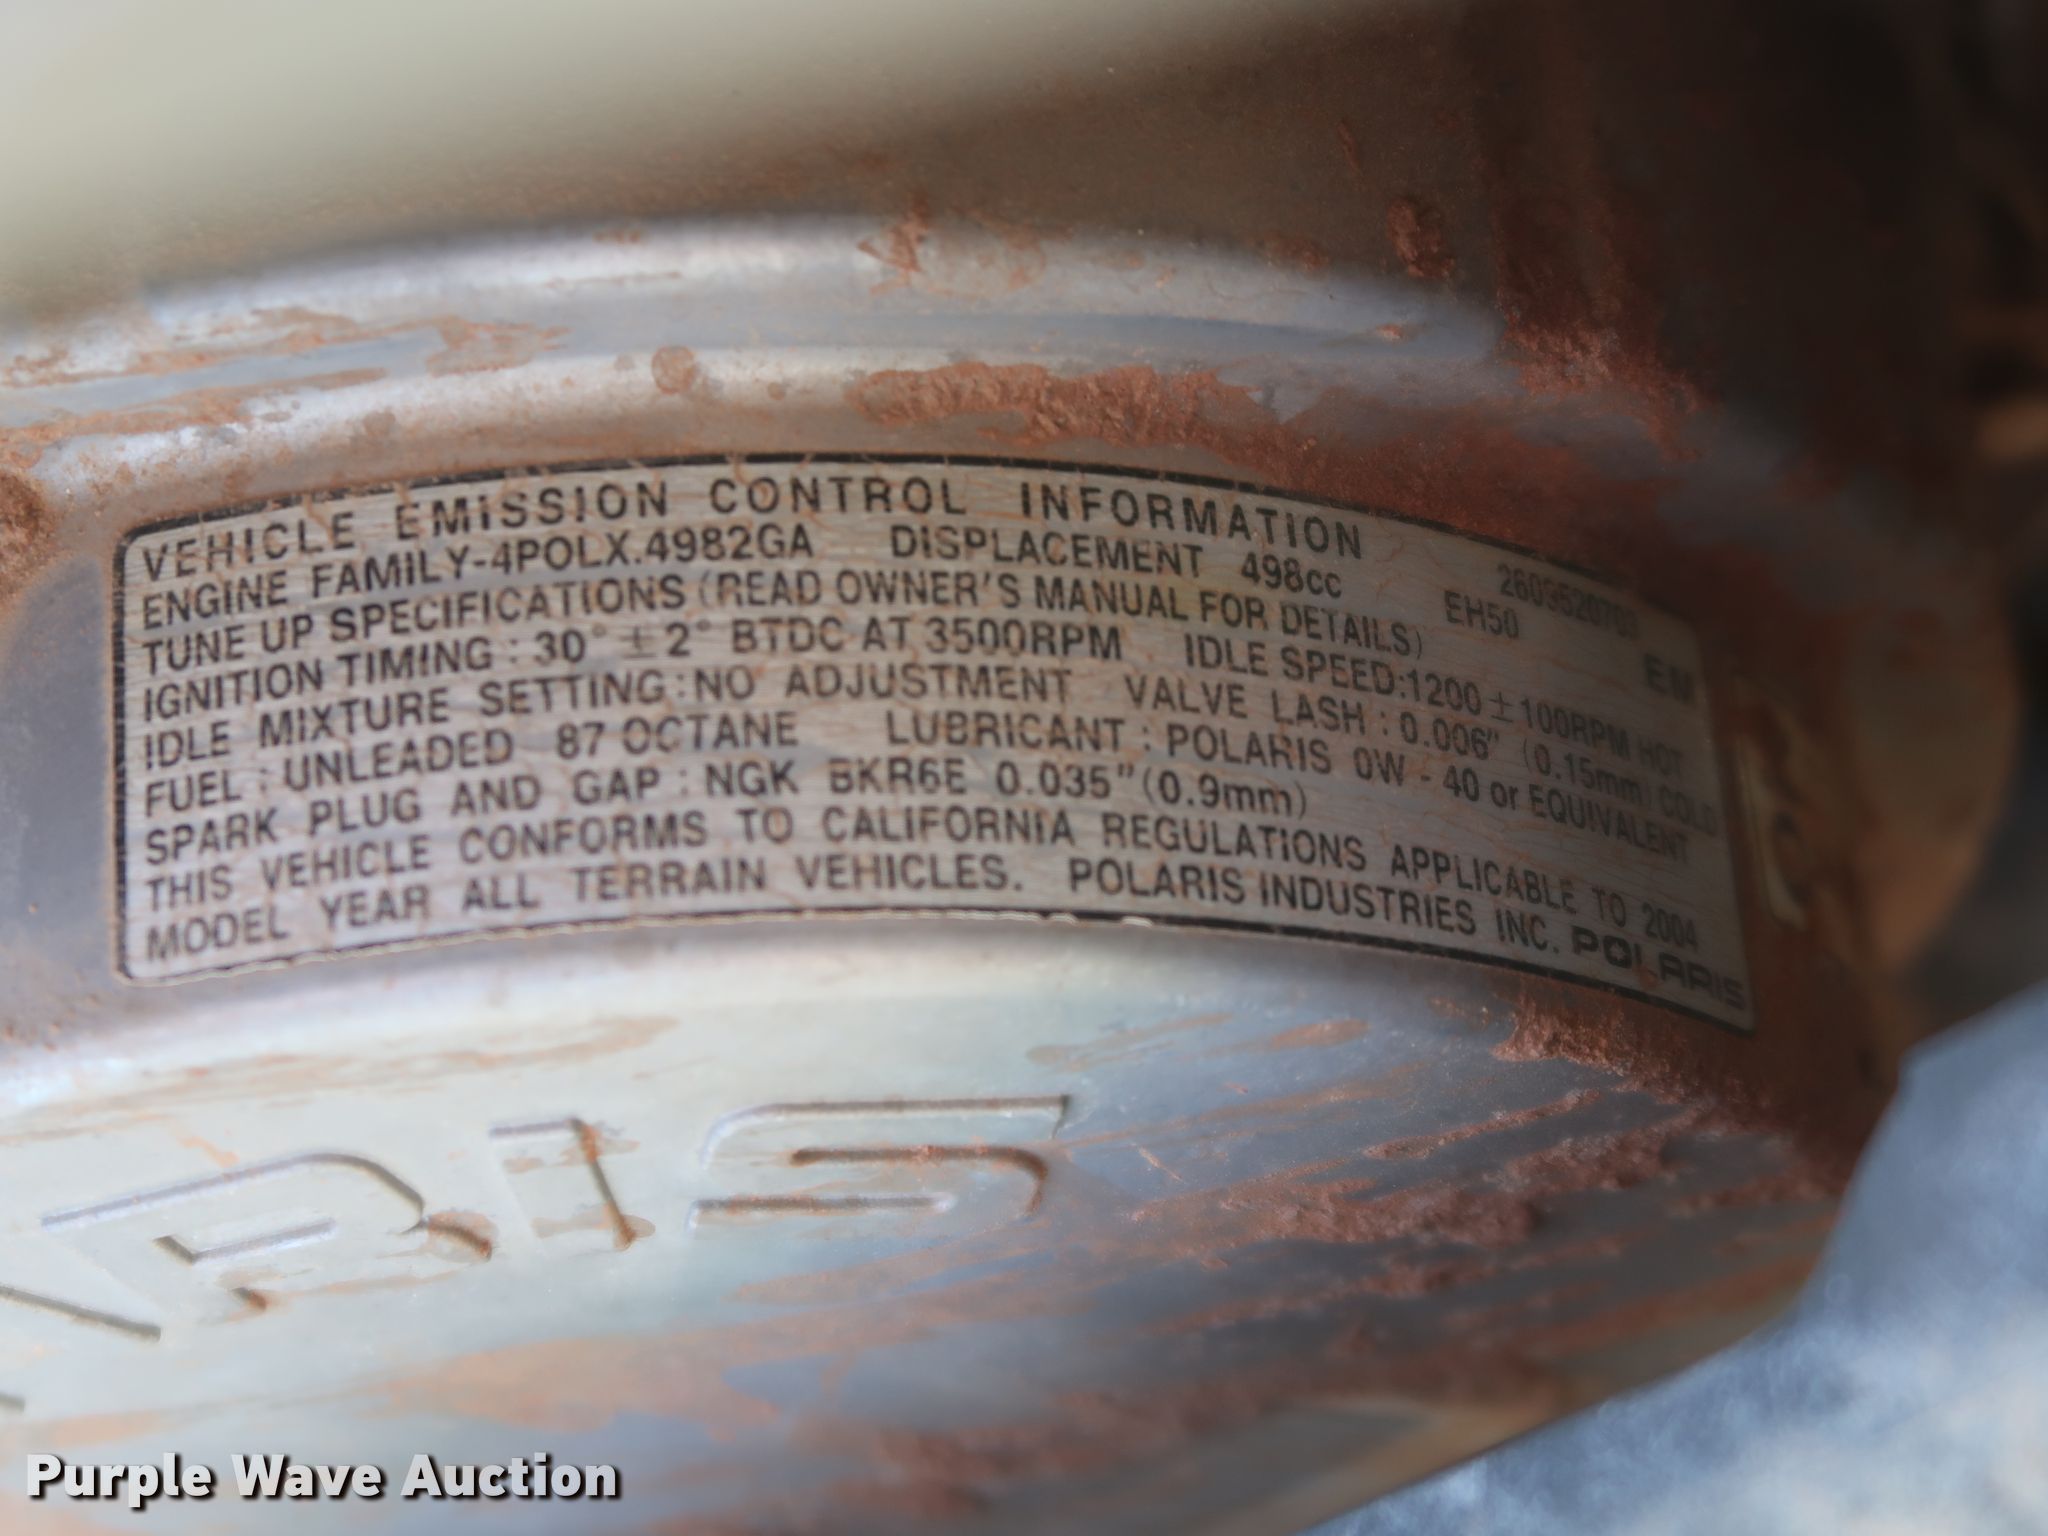 VEHICLE EMISSION CONTROL INFORMATION
ENGINE FAMILY-4POLX.4982GA DISPLACEMENT 498cc EH50
TUNE UP SPECIFICATIONS (READ OWNER'S MANUAL FOR DETAILS) EM
IGNITION TIMING : 30° ± 2° BTDC AT 3500RPM IDLE SPEED:1200 ± 100RPM HOT
IDLE MIXTURE SETTING : NO ADJUSTMENT VALVE LASH : 0.006" (0.15mm) COLD
FUEL : UNLEADED 87 OCTANE LUBRICANT : POLARIS 0W - 40 or EQUIVALENT
SPARK PLUG AND GAP : NGK BKR6E 0.035" (0.9mm)
THIS VEHICLE CONFORMS TO CALIFORNIA REGULATIONS APPLICABLE TO 2004
MODEL YEAR ALL TERRAIN VEHICLES. POLARIS INDUSTRIES INC. POLARIS
ARIS
Purple Wave Auction